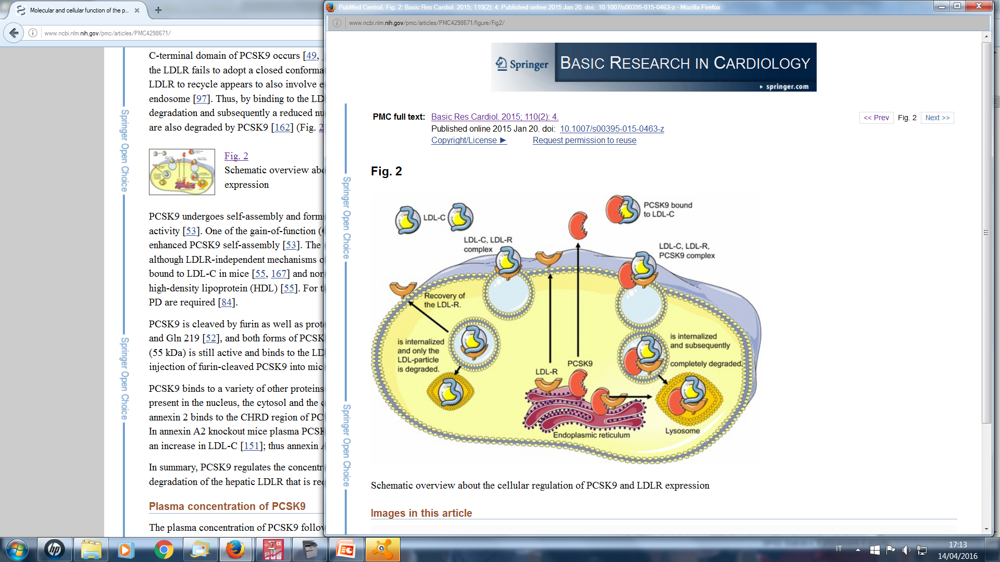 Molecular and cellular function of the p...
www.ncbi.nlm.nih.gov/pmc/articles/PMC4298671/
C-terminal domain of PCSK9 occurs [49,
the LDLR fails to adopt a closed conforma
LDLR to recycle appears to also involve e
endosome [97]. Thus, by binding to the LD
degradation and subsequently a reduced nu
are also degraded by PCSK9 [162] (Fig. 2
Fig. 2
Schematic overview abo
expression
PCSK9 undergoes self-assembly and forms
activity [53]. One of the gain-of-function (
enhanced PCSK9 self-assembly [53]. The
although LDLR-independent mechanisms o
bound to LDL-C in mice [55, 167] and nor
high-density lipoprotein (HDL) [55]. For t
PD are required [84].
PCSK9 is cleaved by furin as well as prote
and Gln 219 [52], and both forms of PCSK
(55 kDa) is still active and binds to the LD
injection of furin-cleaved PCSK9 into mic
PCSK9 binds to a variety of other proteins
present in the nucleus, the cytosol and the
annexin 2 binds to the CHRD region of PC
In annexin A2 knockout mice plasma PCSK
an increase in LDL-C [151]; thus annexin A
In summary, PCSK9 regulates the concentr
degradation of the hepatic LDLR that is rec
Plasma concentration of PCSK9
The plasma concentration of PCSK9 follow
Springer Open Choice
Springer Open Choice
PubMed Central, Fig. 2: Basic Res Cardiol. 2015; 110(2): 4. Published online 2015 Jan 20. doi: 10.1007/s00395-015-0463-z - Mozilla Firefox
www.ncbi.nlm.nih.gov/pmc/articles/PMC4298671/figure/Fig2/
Springer
BASIC RESEARCH IN CARDIOLOGY
springer.com
PMC full text: Basic Res Cardiol. 2015; 110(2): 4.
Published online 2015 Jan 20. doi: 10.1007/s00395-015-0463-z
Copyright/License ► Request permission to reuse
<< Prev Fig. 2 Next >>
Springer Open Choice
Springer Open Choice
Fig. 2
LDL-C
PCSK9 bound
to LDL-C
LDL-C, LDL-R
complex
LDL-C, LDL-R,
PCSK9 complex
Recovery of
the LDL-R.
is internalized
and only the
LDL-particle
is degraded.
is internalized
and subsequently
completely degraded.
PCSK9
LDL-R
Endoplasmic reticulum
Lysosome
Schematic overview about the cellular regulation of PCSK9 and LDLR expression
Images in this article
IT
17:13
14/04/2016